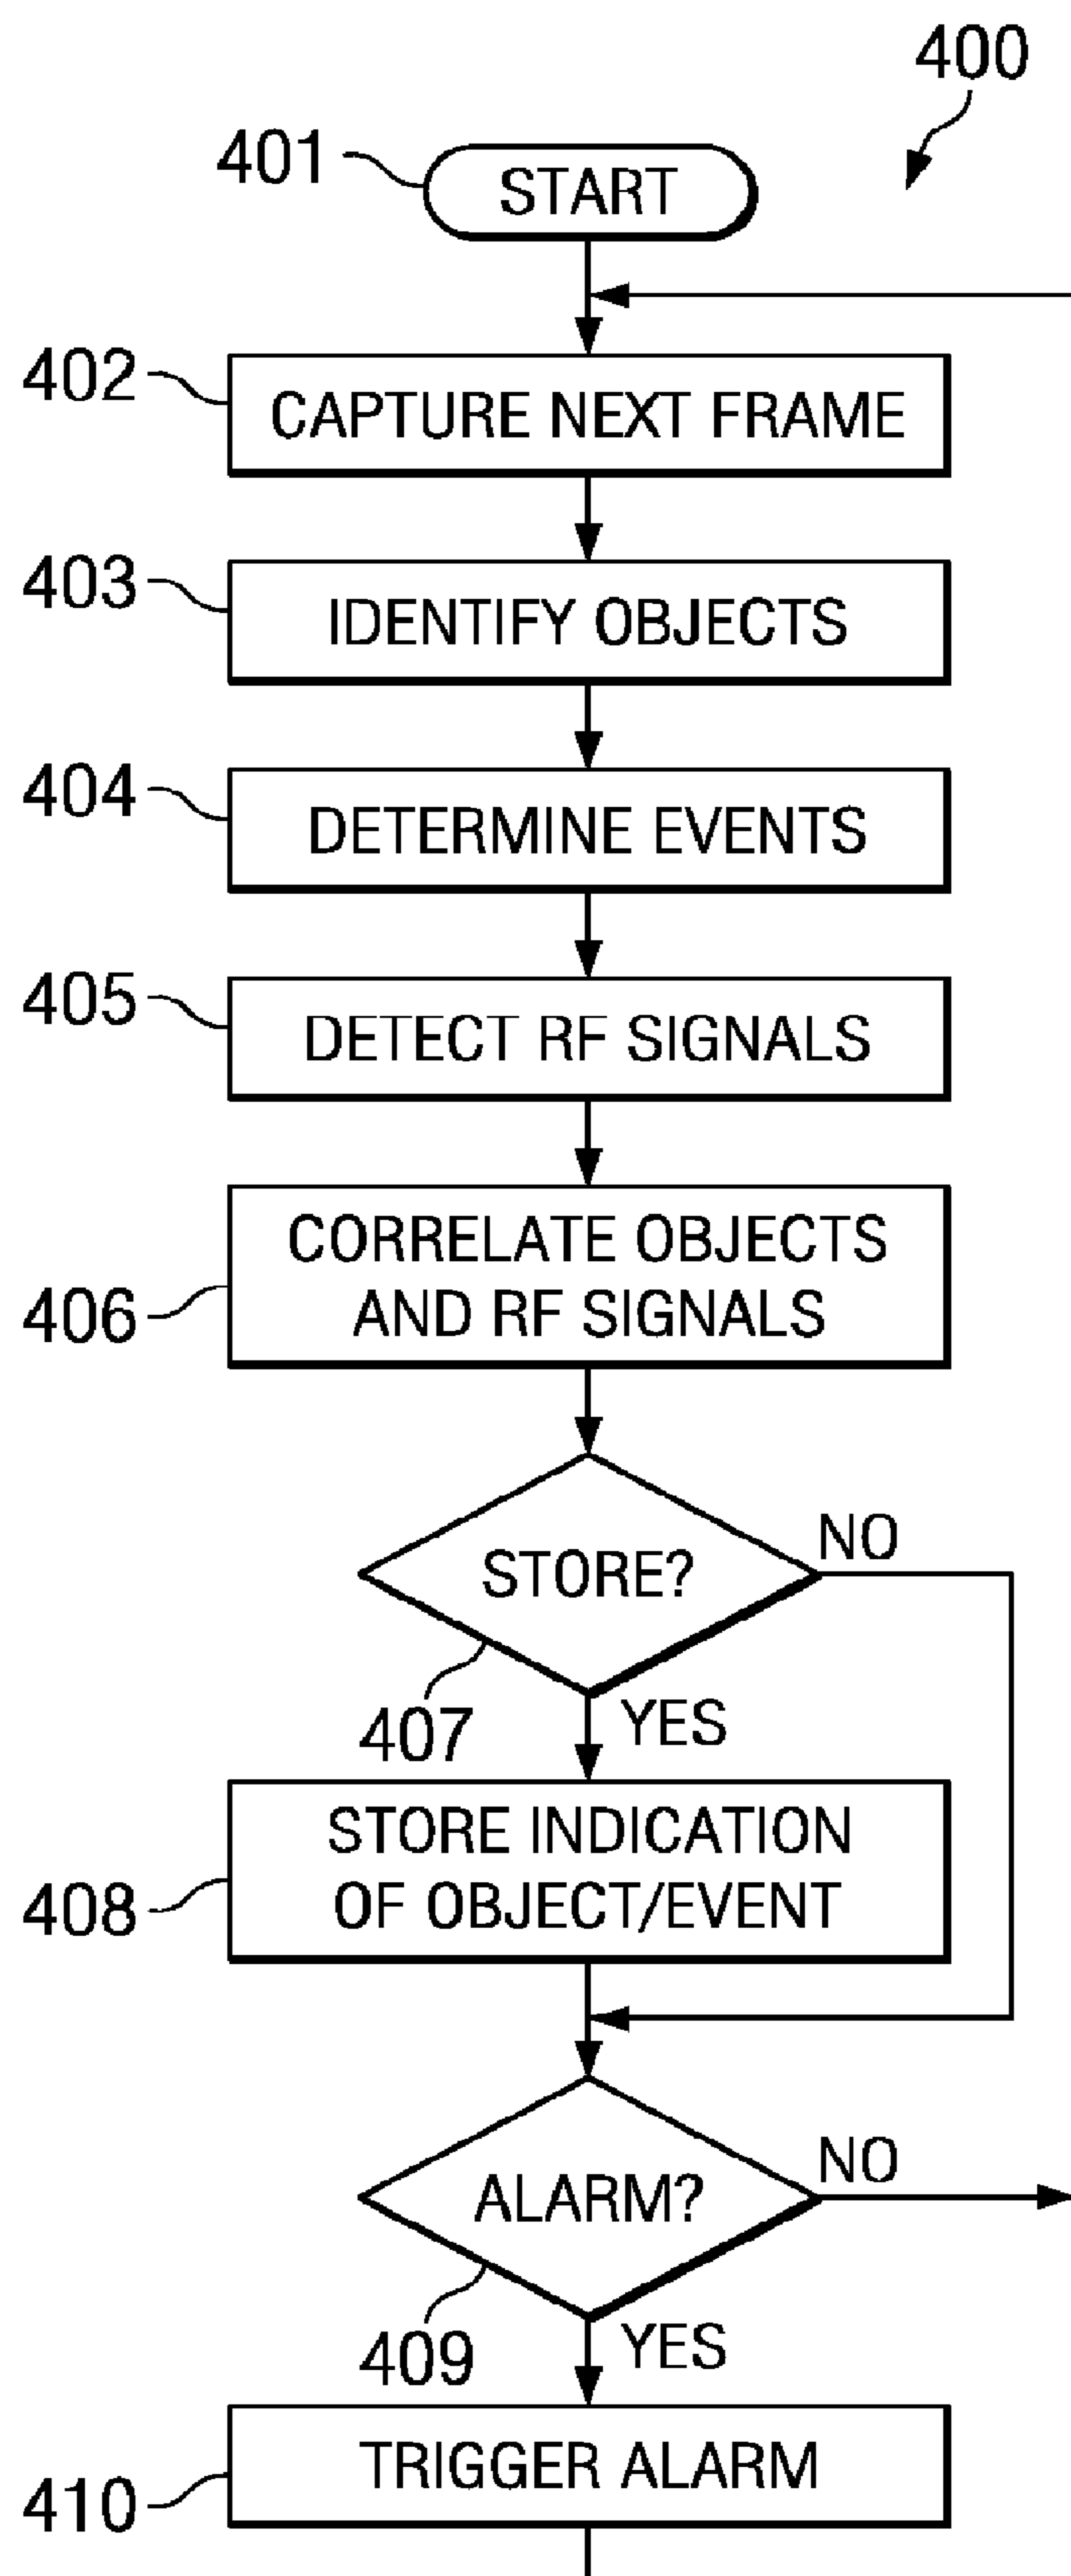 400
401
START
402
CAPTURE NEXT FRAME
403
IDENTIFY OBJECTS
404
DETERMINE EVENTS
405
DETECT RF SIGNALS
406
CORRELATE OBJECTS
AND RF SIGNALS
STORE?
NO
407
YES
408
STORE INDICATION
OF OBJECT/EVENT
ALARM?
NO
409
YES
410
TRIGGER ALARM